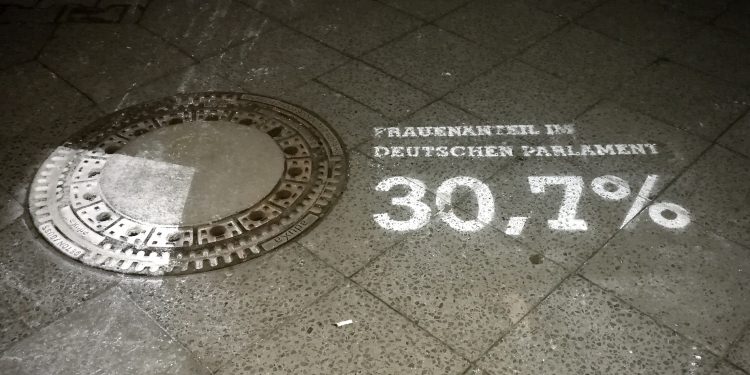 FRAUENANTEIL IM
DEUTSCHEN PARLAMENT
30,7%